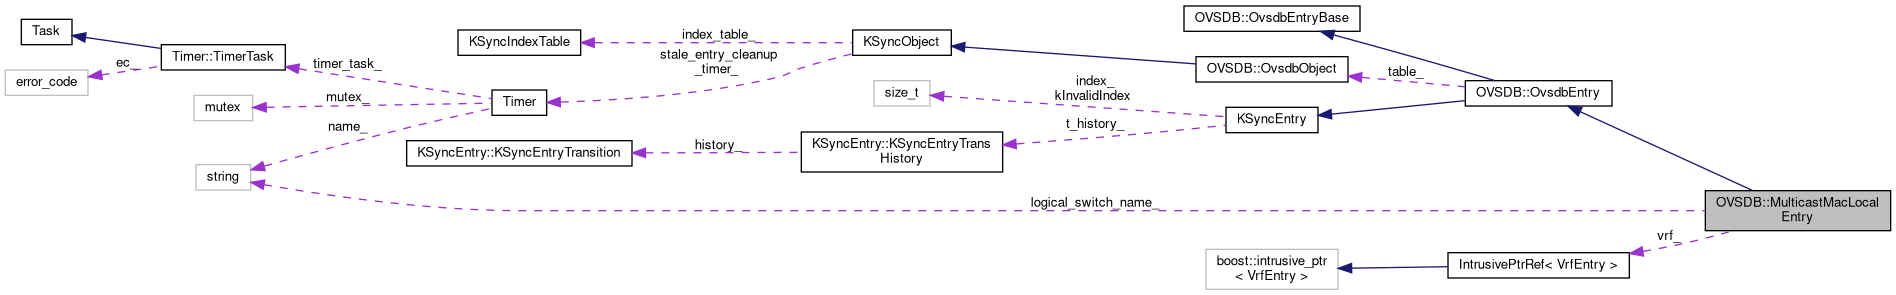 Task
error_code
ec_
Timer::TimerTask
mutex
string
timer_task_
mutex_
name_
KSyncIndexTable
Timer
KSyncEntry::KSyncEntryTransition
index_table_
stale_entry_cleanup
_timer_
history_
KSyncObject
size_t
KSyncEntry::KSyncEntryTrans
History
index_
kInvalidIndex
t_history_
logical_switch_name_
OVSDB::OvsdbEntryBase
OVSDB::OvsdbObject
KSyncEntry
table_
OVSDB::OvsdbEntry
OVSDB::MulticastMacLocal
Entry
vrf_
IntrusivePtrRef< VrfEntry >
boost::intrusive_ptr
< VrfEntry >